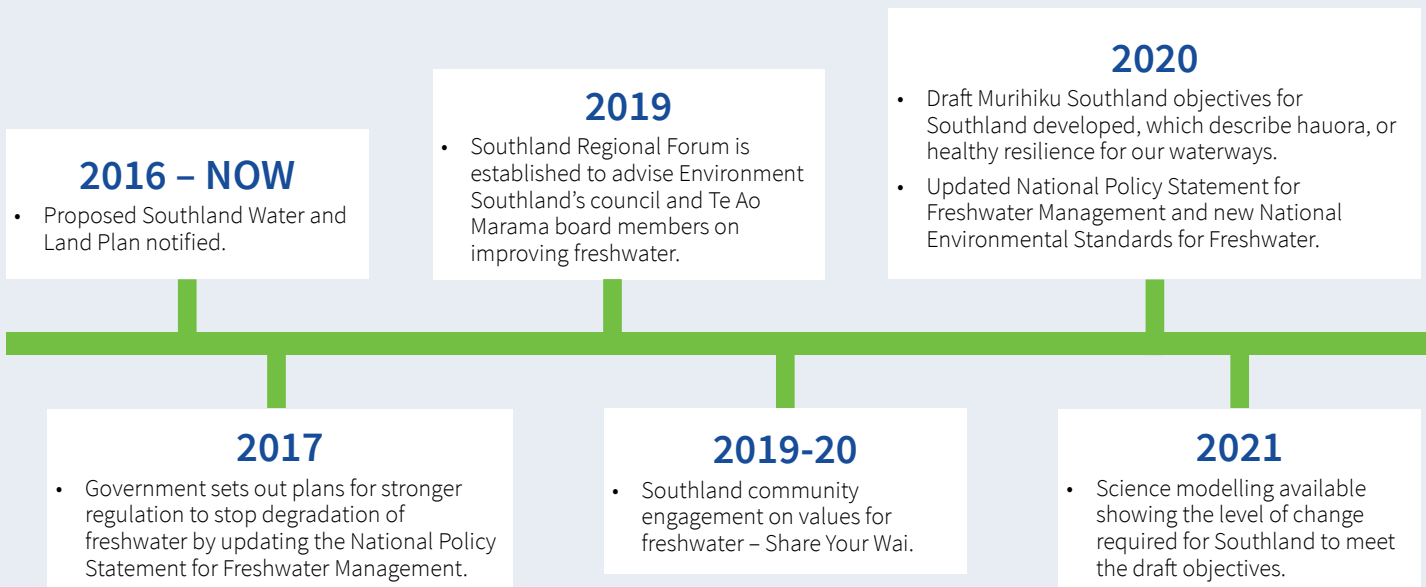 2016 – NOW
• Proposed Southland Water and
Land Plan notified.
2017
• Government sets out plans for stronger
regulation to stop degradation of
freshwater by updating the National Policy
Statement for Freshwater Management.
2019
• Southland Regional Forum is
established to advise Environment
Southland’s council and Te Ao
Marama board members on
improving freshwater.
2019-20
• Southland community
engagement on values for
freshwater – Share Your Wai.
2020
• Draft Murihiku Southland objectives for
Southland developed, which describe hauora, or
healthy resilience for our waterways.
• Updated National Policy Statement for
Freshwater Management and new National
Environmental Standards for Freshwater.
2021
• Science modelling available
showing the level of change
required for Southland to meet
the draft objectives.